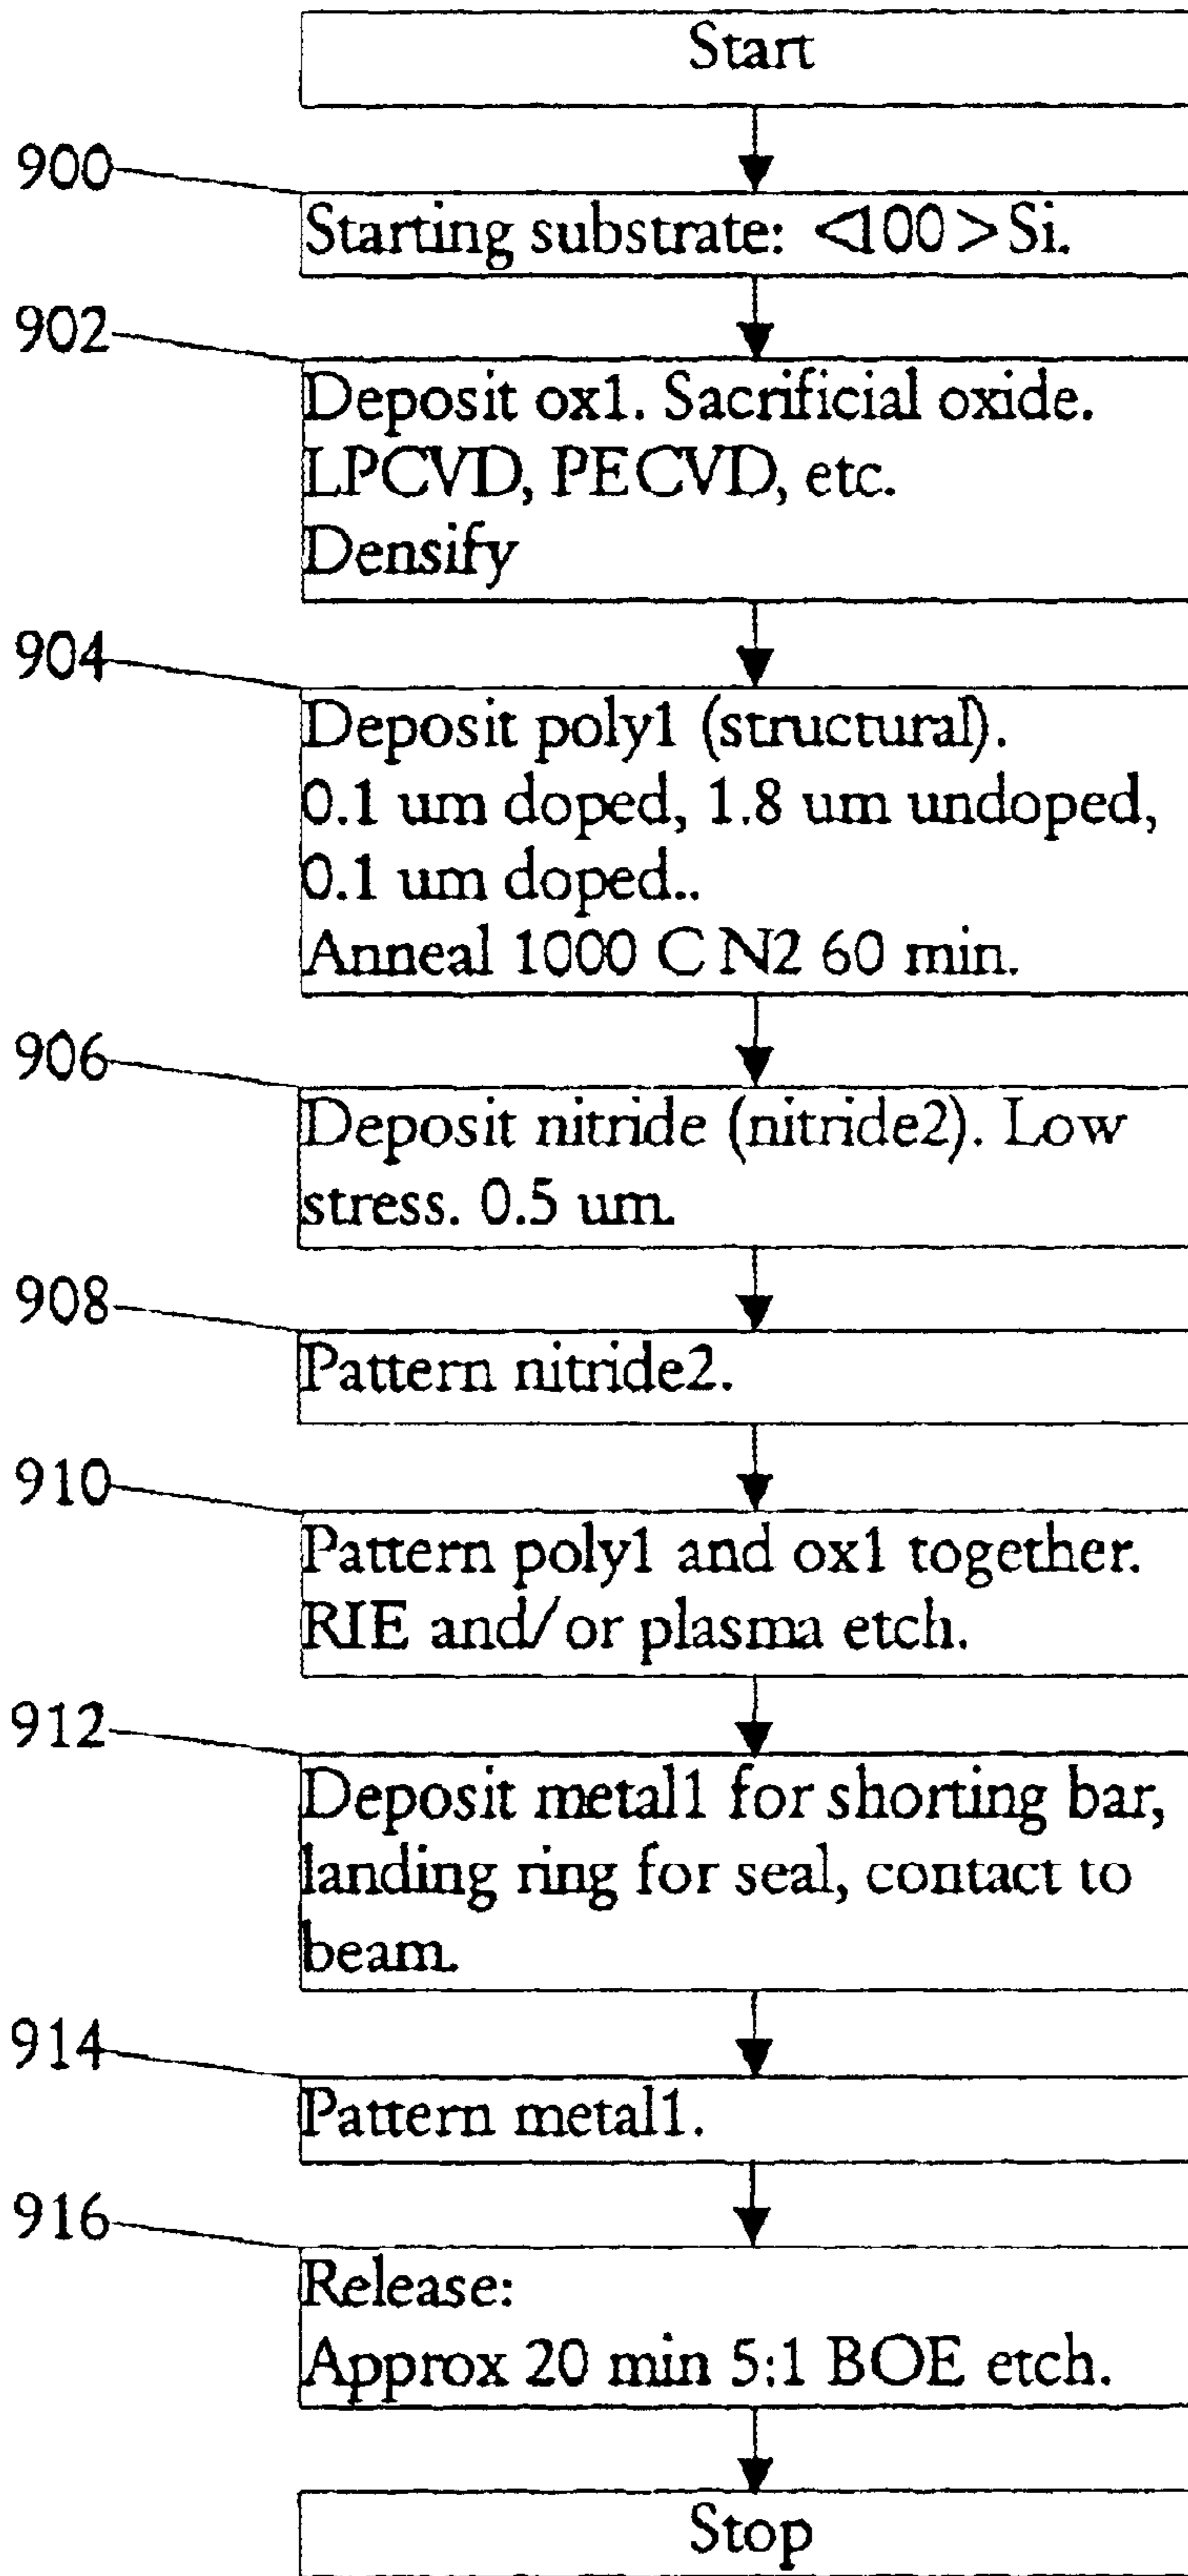 Start
900
Starting substrate: <100> Si.
902
Deposit ox1. Sacrificial oxide.
LPCVD, PECVD, etc.
Densify
904
Deposit poly1 (structural).
0.1 um doped, 1.8 um undoped,
0.1 um doped..
Anneal 1000 C N2 60 min.
906
Deposit nitride (nitride2). Low
stress. 0.5 um.
908
Pattern nitride2.
910
Pattern poly1 and ox1 together.
RIE and/or plasma etch.
912
Deposit metal1 for shorting bar,
landing ring for seal, contact to
beam.
914
Pattern metal1.
916
Release:
Approx 20 min 5:1 BOE etch.
Stop